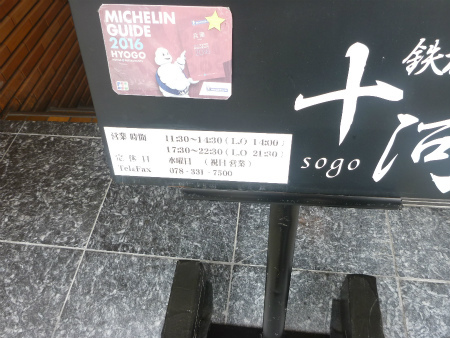 MICHELIN
GUIDE
2016
HYOGO
鉄
十河
sogo
営業時間 11:30~14:30(L.O 14:00)
17:30~22:30(L.O 21:30)
定休日 水曜日 (祝日営業)
Tel&Fax 078-331-7500